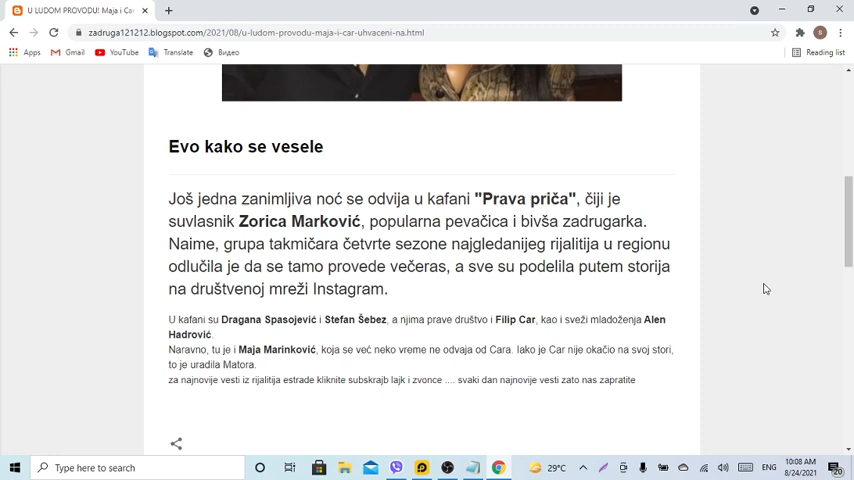 U LUDOM PROVODU! Maja i Car
zadruga121212.blogspot.com/2021/08/u-ludom-provodu-maja-i-car-uhvaceni-na.html
Apps Gmail YouTube Translate Видео Reading list
Evo kako se vesele
Još jedna zanimljiva noć se odvija u kafani "Prava priča", čiji je
suvlasnik Zorica Marković, popularna pevačica i bivša zadrugarka.
Naime, grupa takmičara četvrte sezone najgledanijeg rijalitija u regionu
odlučila je da se tamo provede večeras, a sve su podelila putem storija
na društvenoj mreži Instagram.
U kafani su Dragana Spasojević i Stefan Šebez, a njima prave društvo i Filip Car, kao i sveži mladoženja Alen
Hadrović.
Naravno, tu je i Maja Marinković, koja se već neko vreme ne odvaja od Cara. Iako je Car nije okačio na svoj stori,
to je uradila Matora.
za najnovije vesti iz rijalitija estrade kliknite subskrajb lajk i zvonce .... svaki dan najnovije vesti zato nas zapratite
Type here to search
29°C
ENG
10:08 AM
8/24/2021
20